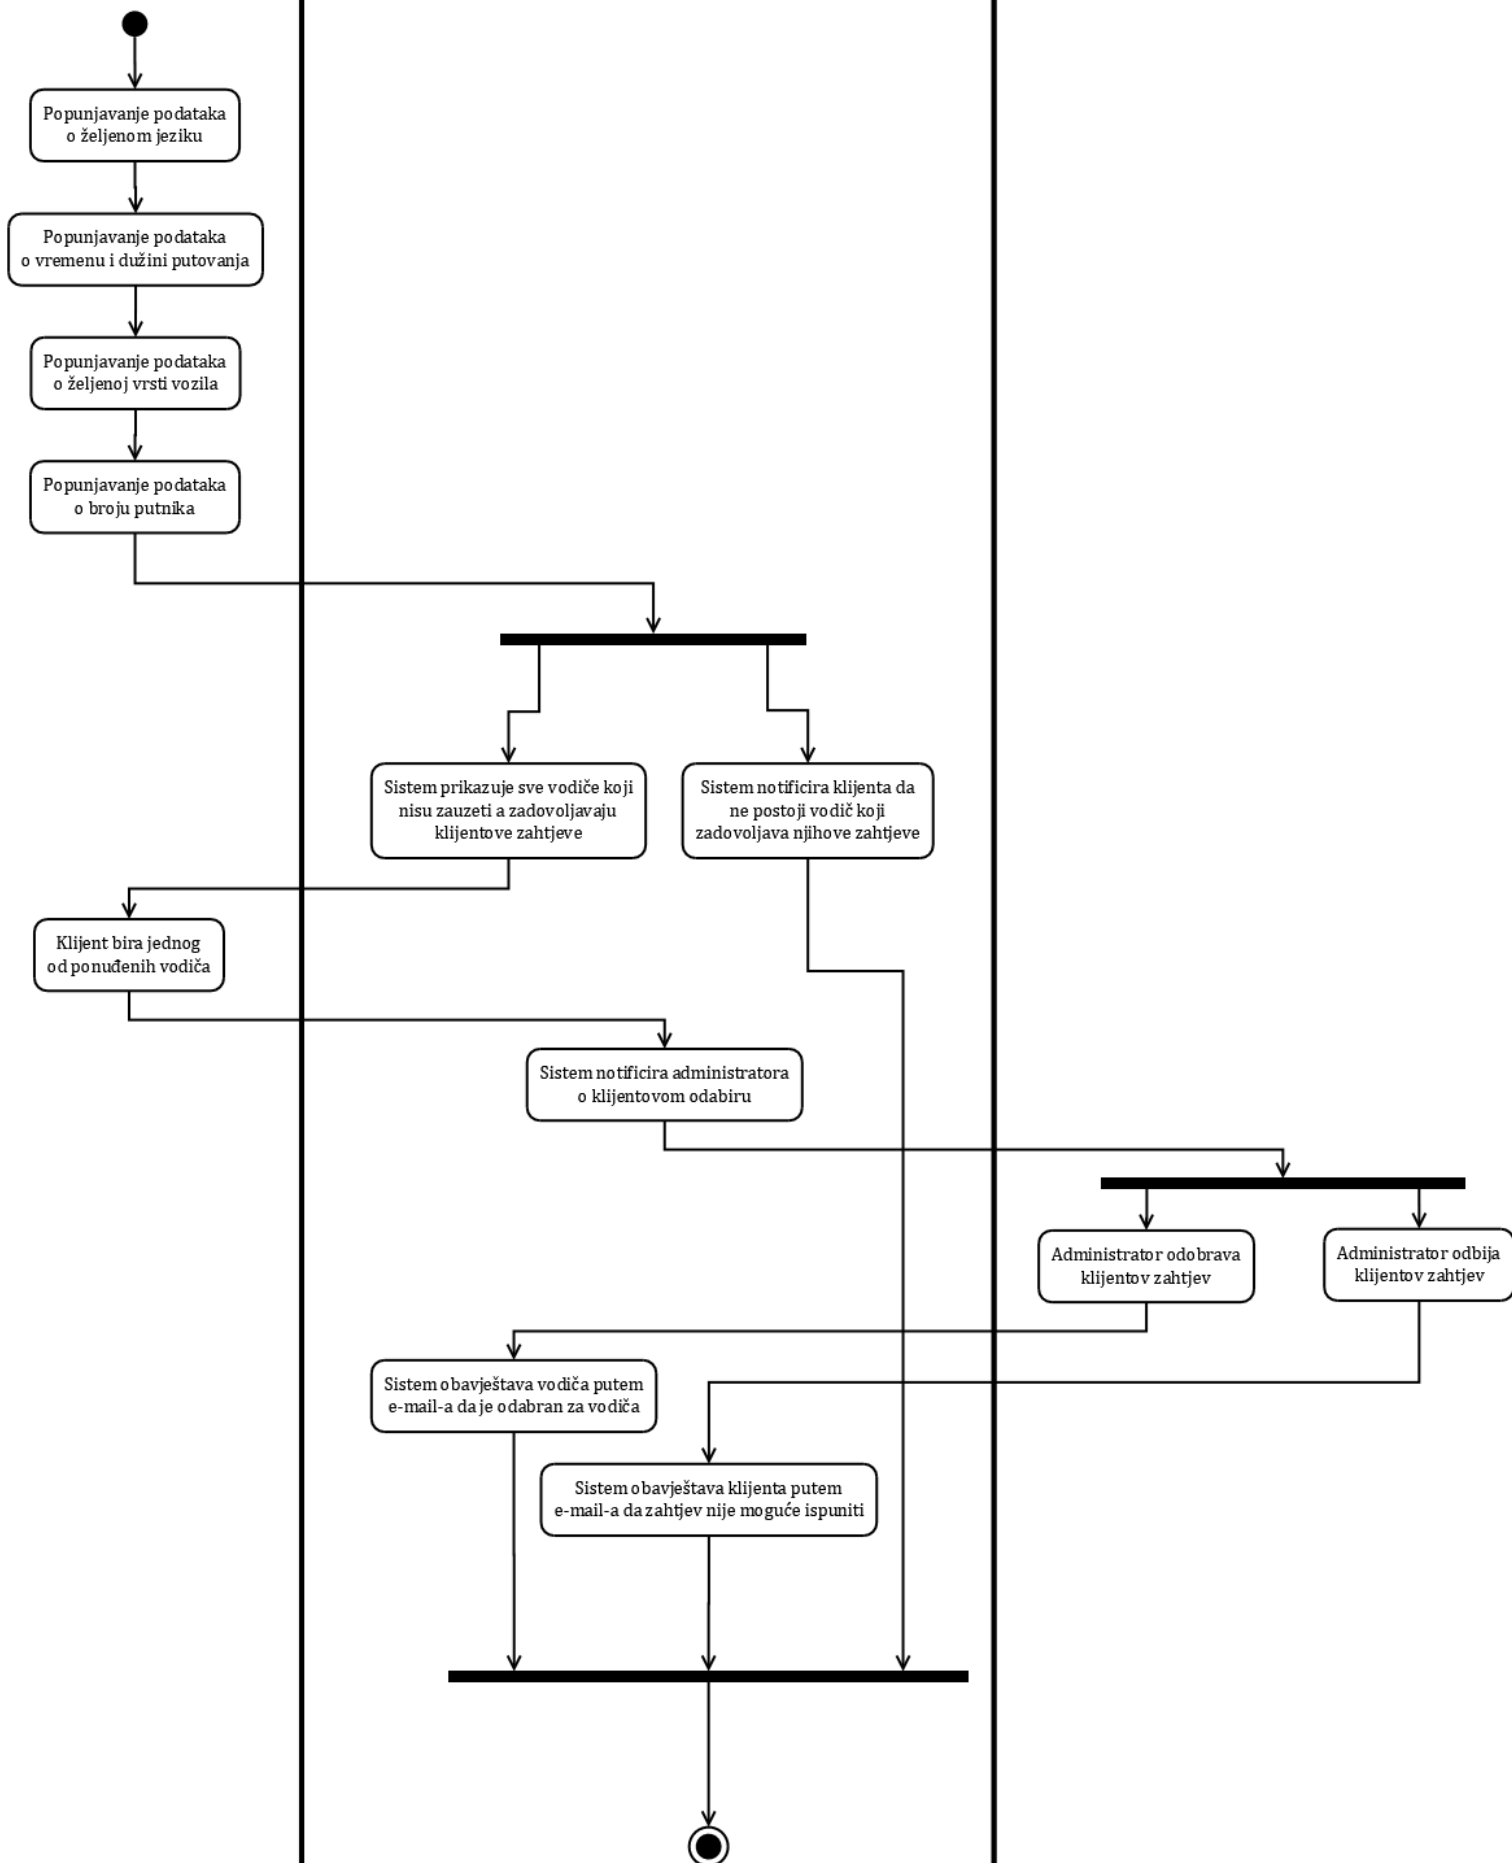 Popunjavanje podataka
o željenom jeziku
Popunjavanje podataka
o vremenu i dužini putovanja
Popunjavanje podataka
o željenoj vrsti vozila
Popunjavanje podataka
o broju putnika
Sistem prikazuje sve vodiče koji
nisu zauzeti a zadovoljavaju
klijentove zahtjeve
Sistem notificira klijenta da
ne postoji vodič koji
zadovoljava njihove zahtjeve
Klijent bira jednog
od ponuđenih vodiča
Sistem notificira administratora
o klijentovom odabiru
Administrator odobrava
klijentov zahtjev
Administrator odbija
klijentov zahtjev
Sistem obavještava vodiča putem
e-mail-a da je odabran za vodiča
Sistem obavještava klijenta putem
e-mail-a da zahtjev nije moguće ispuniti